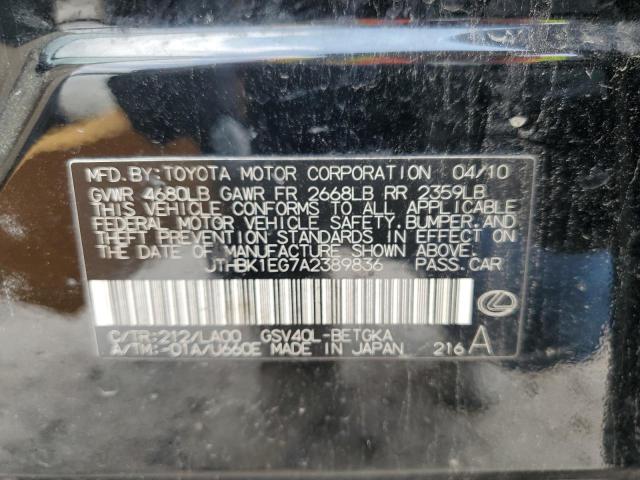 MFD. BY:TOYOTA MOTOR CORPORATION 04/10
GVWR 4680LB GAWR FR 2668LB RR 2359LB
THIS VEHICLE CONFORMS TO ALL APPLICABLE
FEDERAL MOTOR VEHICLE SAFETY, BUMPER, AND
THEFT PREVENTION STANDARDS IN EFFECT ON
THE DATE OF MANUFACTURE SHOWN ABOVE.
JTHBK1EG7A2389836 PASS.CAR
C/TR:212/LA00 GSV40L-BETGKA
A/TM:-01A/U660E MADE IN JAPAN 216 A